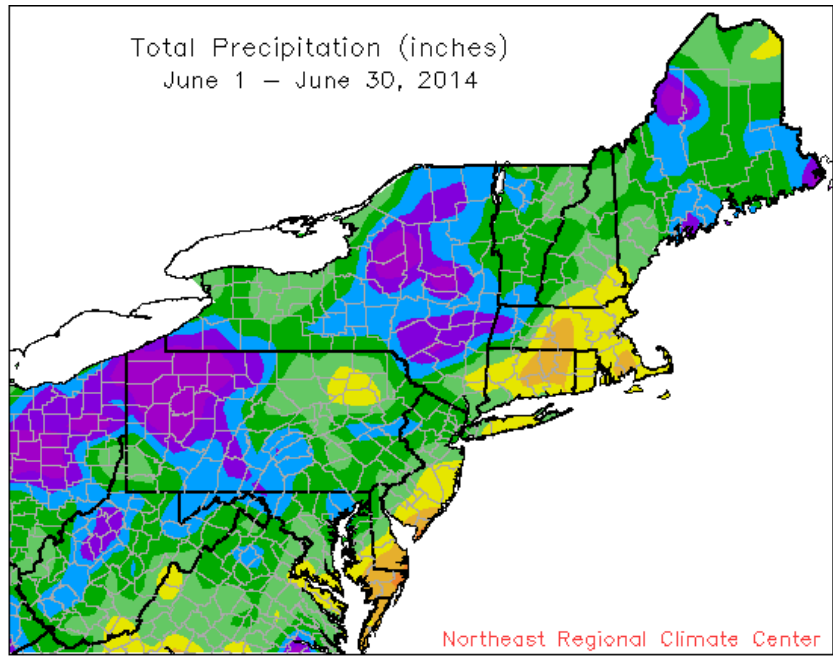 Total Precipitation (inches)
June 1 – June 30, 2014
Northeast Regional Climate Center